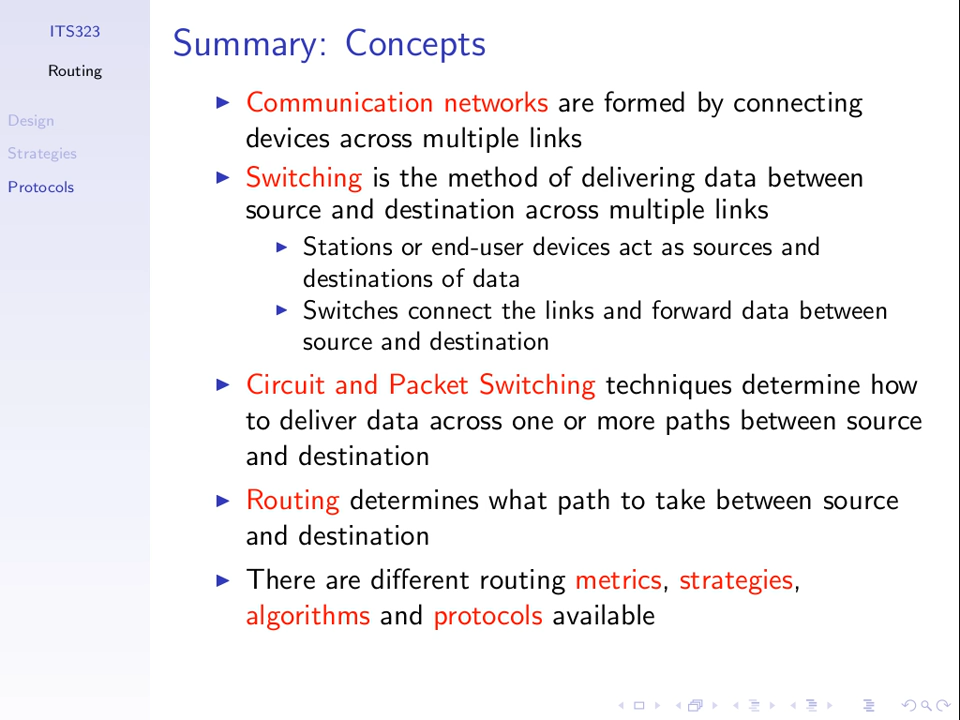 ITS323
Routing
Design
Strategies
Protocols
Summary: Concepts
Communication networks are formed by connecting
devices across multiple links
Switching is the method of delivering data between
source and destination across multiple links
Stations or end-user devices act as sources and
destinations of data
Switches connect the links and forward data between
source and destination
Circuit and Packet Switching techniques determine how
to deliver data across one or more paths between source
and destination
Routing determines what path to take between source
and destination
There are different routing metrics, strategies,
algorithms and protocols available